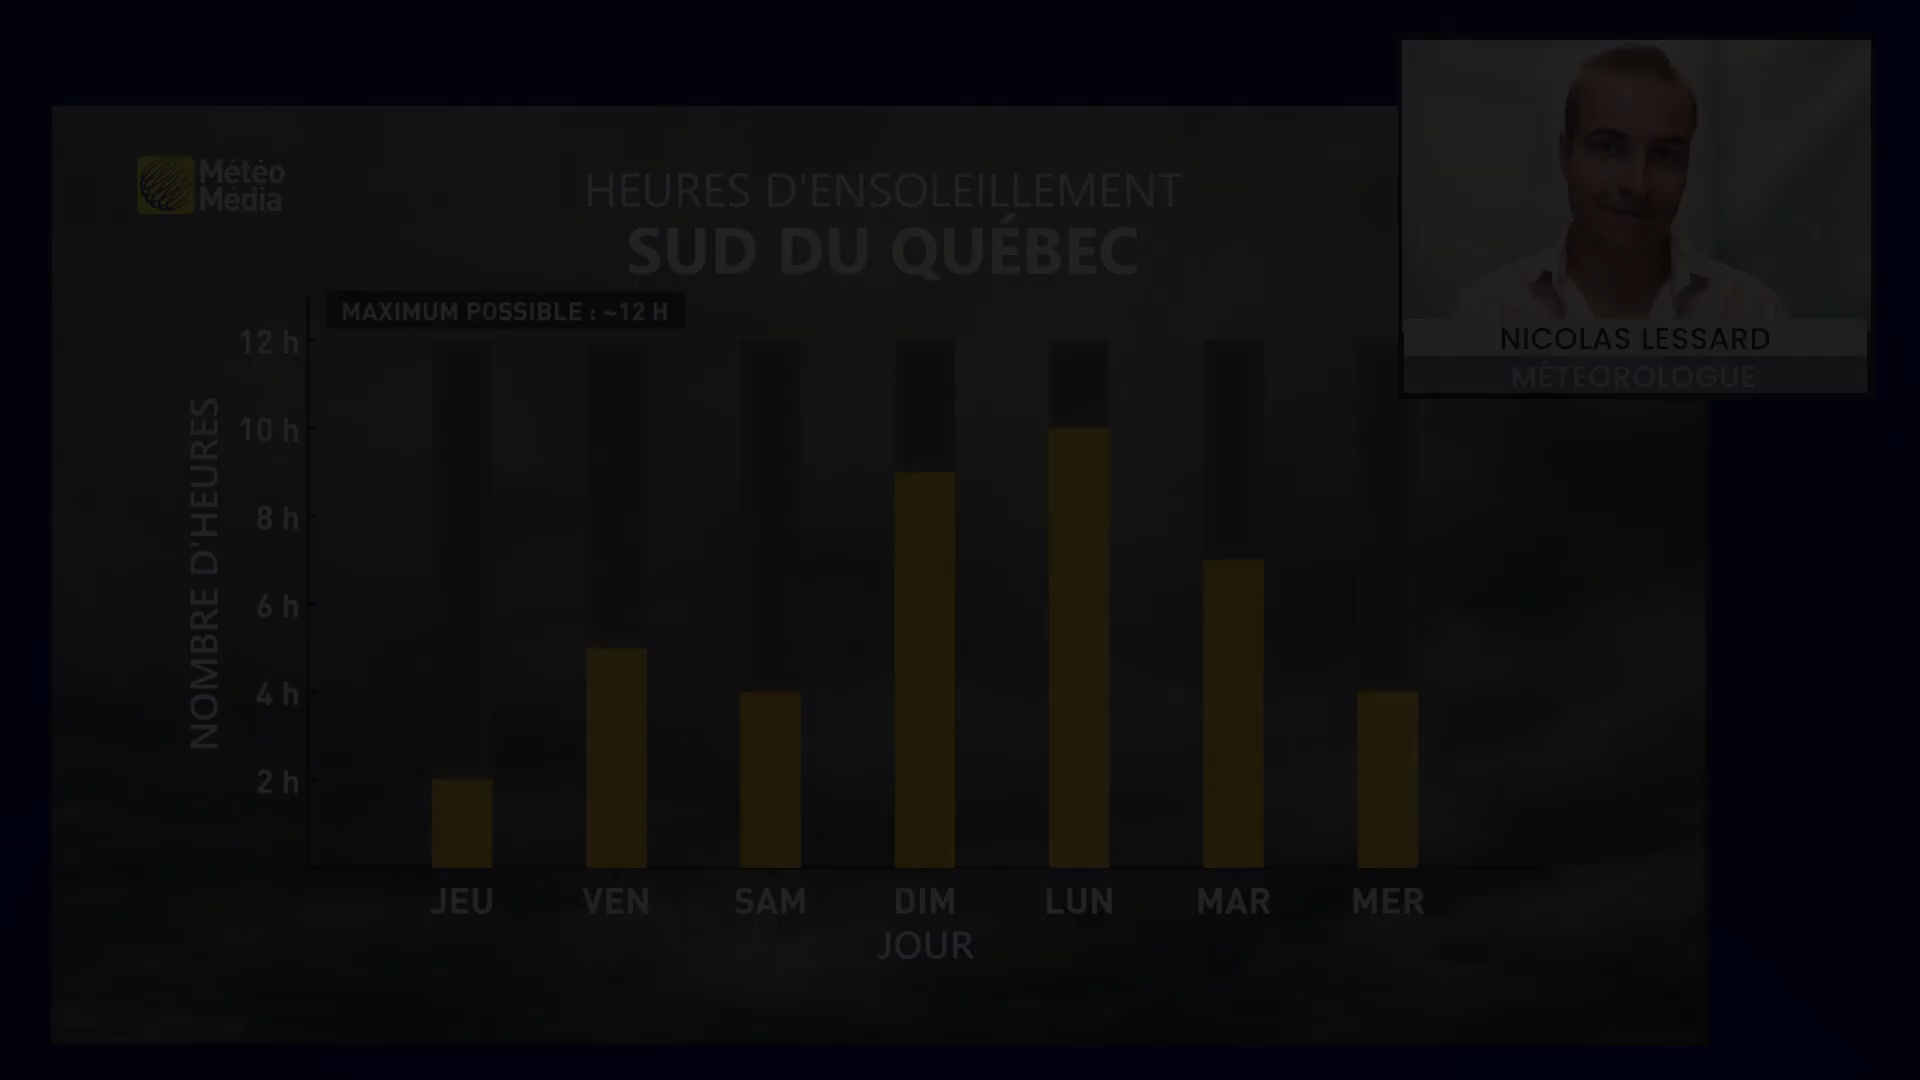 Météo
Média
HEURES D'ENSOLEILLEMENT
SUD DU QUÉBEC
MAXIMUM POSSIBLE : ~12 H
NOMBRE D'HEURES
12 h
10 h
8 h
6 h
4 h
2 h
JEU VEN SAM DIM LUN MAR MER
JOUR
NICOLAS LESSARD
MÉTÉOROLOGUE